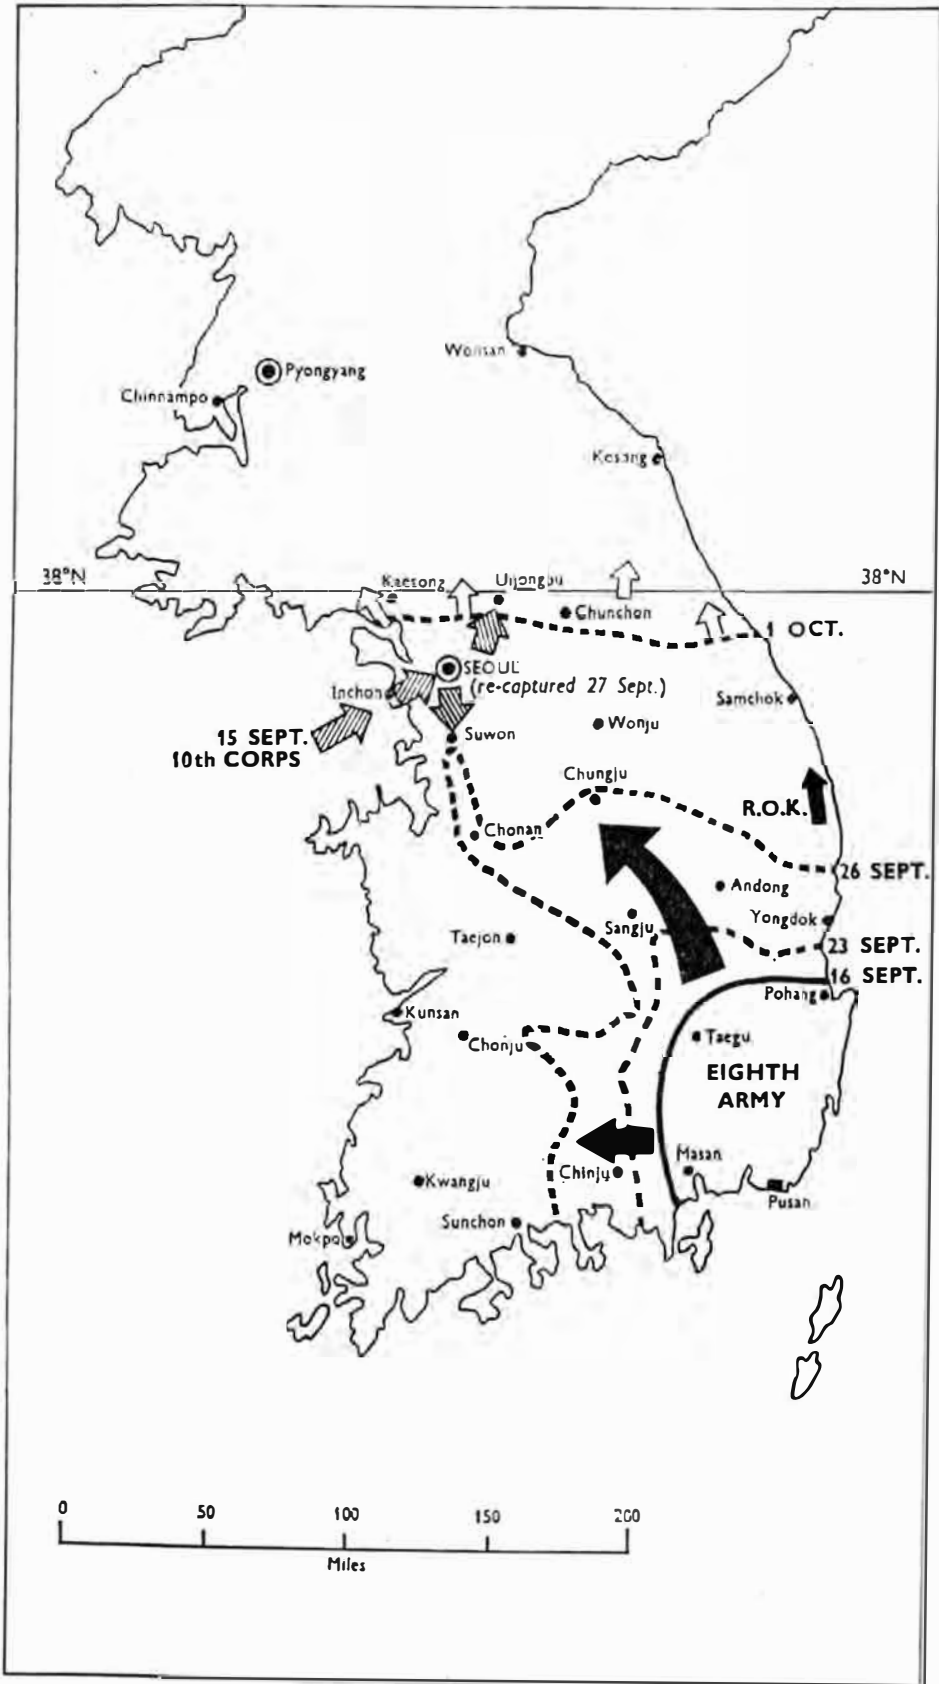 Wonsan
Pyongyang
Chinnampo
Kosang
38°N
38°N
Kaesong
Uijongbu
Chunchon
1 OCT.
SEOUL
(re-captured 27 Sept.)
Inchon
Samchok
15 SEPT.
10th CORPS
Wonju
Suwon
Chungju
R.O.K.
Chonan
26 SEPT.
Andong
Yongdok
Sangju
Taejon
23 SEPT.
16 SEPT.
Pohang
Kunsan
Chonju
Taegu
EIGHTH
ARMY
Masan
Chinju
Kwangju
Pusan
Sunchon
Mokpo
0
50
100
150
200
Miles